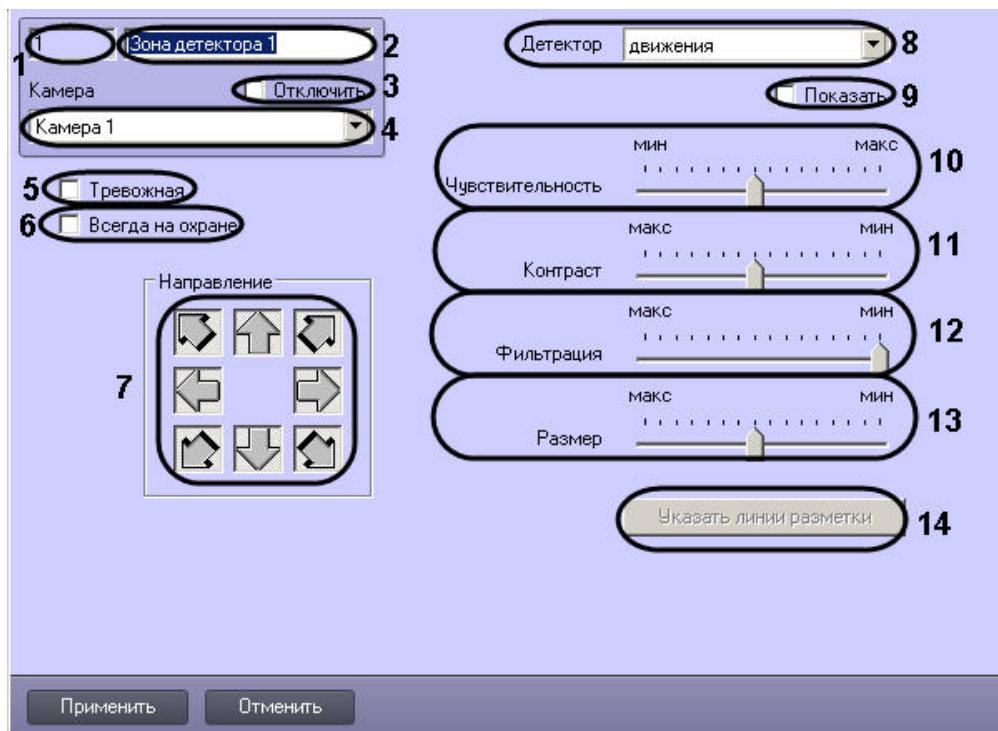 1
Зона детектора 1
1
2
Камера
Отключить
3
Камера 1
4
5
Тревожная
6
Всегда на охране
Направление
7
Детектор
движения
8
Показать
9
мин
макс
10
Чувствительность
макс
мин
11
Контраст
макс
мин
12
Фильтрация
макс
мин
13
Размер
Указать линии разметки
14
Применить
Отменить